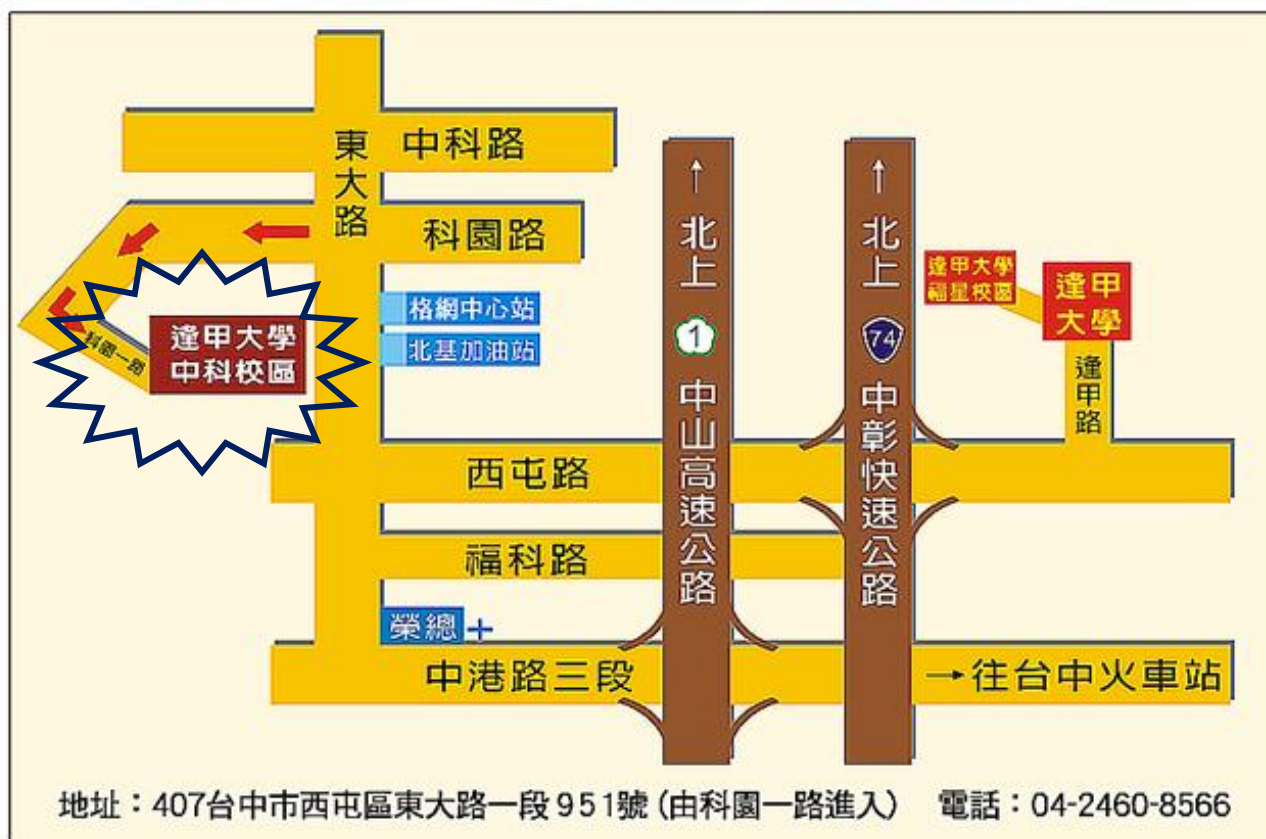 東大路
中科路
科園路
科園一路
逢甲大學
中科校區
格網中心站
北基加油站
↑北上
1
中山高速公路
↑北上
74
中彰快速公路
逢甲大學
福星校區
逢甲
大學
逢甲路
西屯路
福科路
榮總+
中港路三段
→往台中火車站
地址：407台中市西屯區東大路一段951號(由科園一路進入) 電話：04-2460-8566